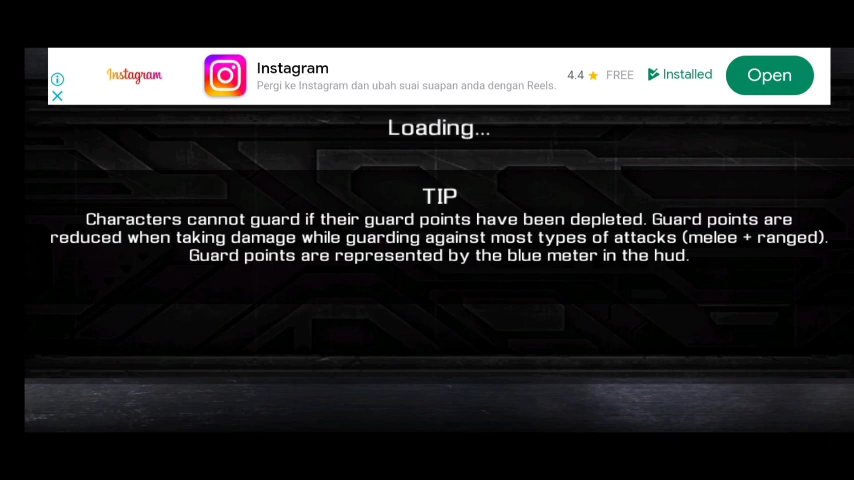 Instagram
Instagram
Pergi ke Instagram dan ubah suai suapan anda dengan Reels.
4.4 ★ FREE
Installed
Open
Loading...
TIP
Characters cannot guard if their guard points have been depleted. Guard points are
reduced when taking damage while guarding against most types of attacks (melee + ranged).
Guard points are represented by the blue meter in the hud.